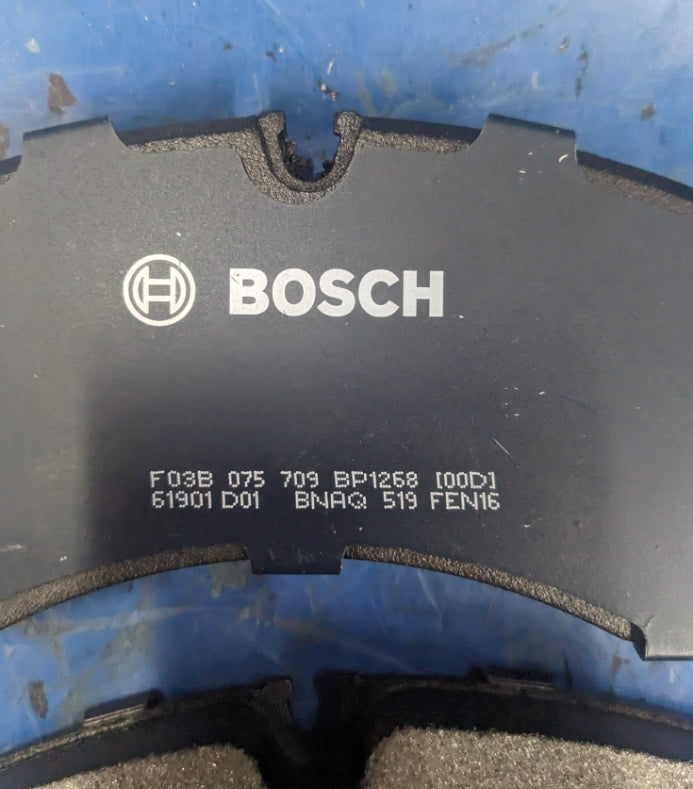 BOSCH
F03B 075 709 BP1268 [00D]
61901 D01 BNAQ 519 FEN16